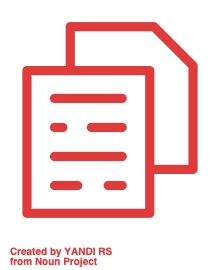 Created by YANDI RS
from Noun Project